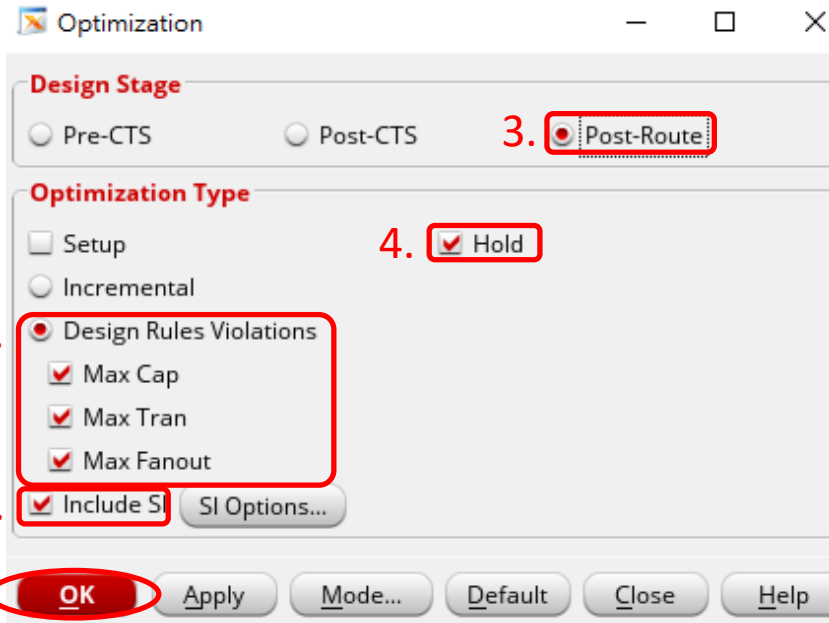 Optimization
Design Stage
Pre-CTS Post-CTS 3. Post-Route
Optimization Type
Setup 4. Hold
Incremental
Design Rules Violations
Max Cap
Max Tran
Max Fanout
Include SI SI Options...
OK Apply Mode... Default Close Help